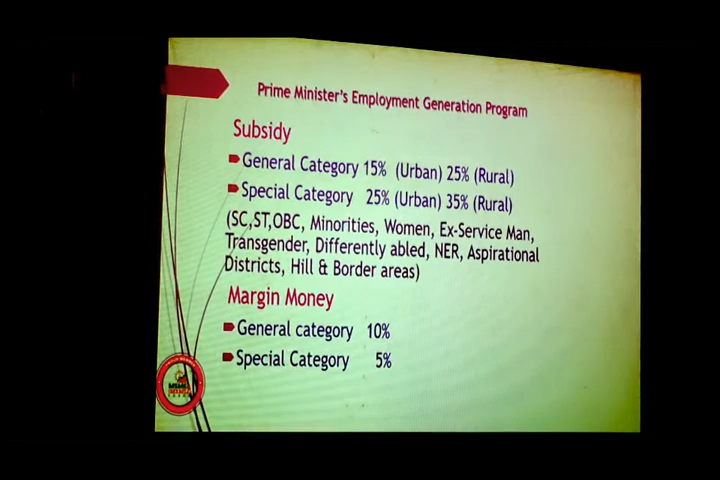 Prime Minister's Employment Generation Program
Subsidy
General Category 15% (Urban) 25% (Rural)
Special Category 25% (Urban) 35% (Rural)
(SC,ST,OBC, Minorities, Women, Ex-Service Man,
Transgender, Differently abled, NER, Aspirational
Districts, Hill & Border areas)
Margin Money
General category 10%
Special Category 5%